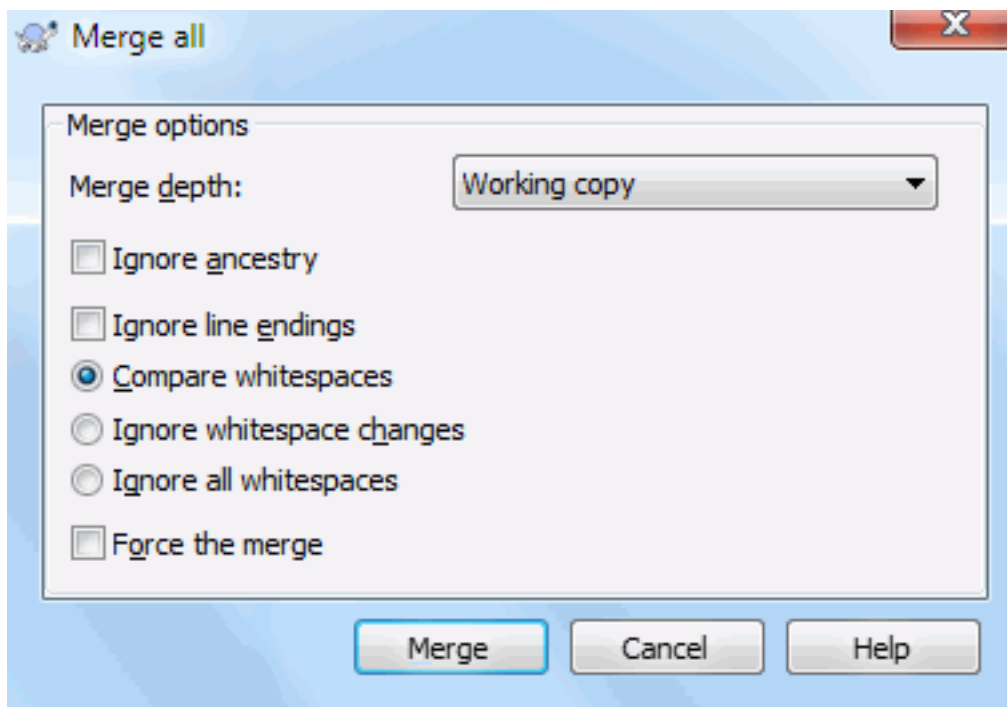 Merge all
Merge options
Merge depth: Working copy
Ignore ancestry
Ignore line endings
Compare whitespaces
Ignore whitespace changes
Ignore all whitespaces
Force the merge
Merge Cancel Help